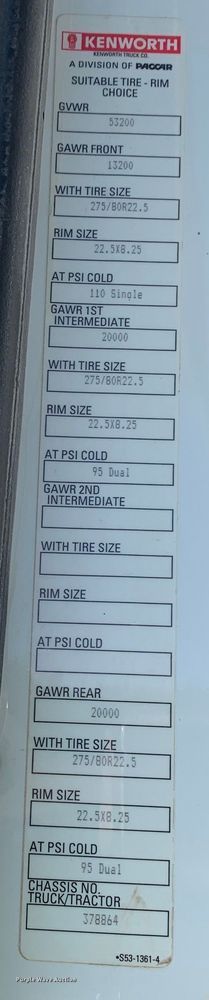 KENWORTH
KENWORTH TRUCK CO.
A DIVISION OF PACCAR
SUITABLE TIRE - RIM
CHOICE
GVWR
53200
GAWR FRONT
13200
WITH TIRE SIZE
275/80R22.5
RIM SIZE
22.5X8.25
AT PSI COLD
110 Single
GAWR 1ST
INTERMEDIATE
20000
WITH TIRE SIZE
275/80R22.5
RIM SIZE
22.5X8.25
AT PSI COLD
95 Dual
GAWR 2ND
INTERMEDIATE
WITH TIRE SIZE
RIM SIZE
AT PSI COLD
GAWR REAR
20000
WITH TIRE SIZE
275/80R22.5
RIM SIZE
22.5X8.25
AT PSI COLD
95 Dual
CHASSIS NO.
TRUCK/TRACTOR
378864
•S53-1361-4
Purple Wave Auction